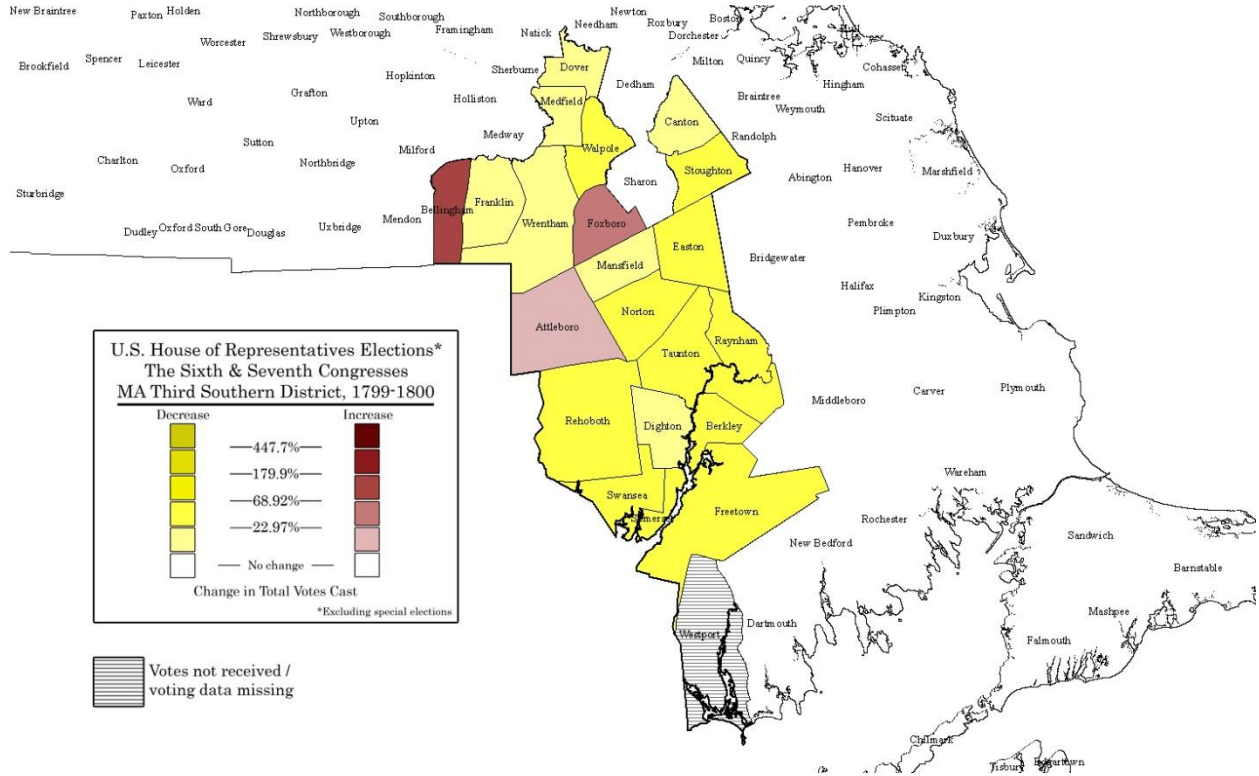 New Braintree
Paxton
Holden
Northborough
Southborough
Newton
Boston
Worcester
Shrewsbury
Westborough
Framingham
Natick
Needham
Roxbury
Dorchester
Hull
Brookfield
Spencer
Leicester
Hopkinton
Sherburne
Dover
Dedham
Milton
Quincy
Cohasset
Hingham
Ward
Grafton
Holliston
Medfield
Braintree
Weymouth
Scituate
Upton
Canton
Sutton
Medway
Walpole
Randolph
Charlton
Oxford
Northbridge
Milford
Stoughton
Abington
Hanover
Marshfield
Sharon
Sturbridge
Bellingham
Franklin
Mendon
Wrentham
Foxboro
Pembroke
Dudley
Oxford South Gore
Douglas
Uxbridge
Duxbury
Easton
Bridgewater
Mansfield
Halifax
Kingston
Plimpton
Norton
Attleboro
Raynham
Taunton
Plymouth
Carver
Middleboro
Rehoboth
Dighton
Berkley
Wareham
Swansea
Somerset
Freetown
Rochester
Sandwich
New Bedford
Barnstable
Mashpee
Dartmouth
Westport
Falmouth
Chilmark
Tisbury
Edgartown
U.S. House of Representatives Elections*
The Sixth & Seventh Congresses
MA Third Southern District, 1799-1800
Decrease
Increase
447.7%
179.9%
68.92%
22.97%
No change
Change in Total Votes Cast
*Excluding special elections
Votes not received /
voting data missing